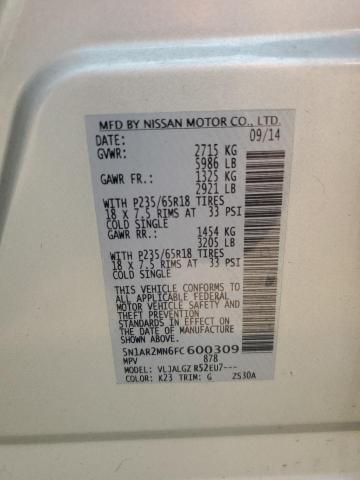 MFD BY NISSAN MOTOR CO., LTD.
DATE: 09/14
GVWR: 2715 KG
5986 LB
GAWR FR.: 1325 KG
2921 LB
WITH P235/65R18 TIRES
18 X 7.5 RIMS AT 33 PSI
COLD SINGLE
GAWR RR.: 1454 KG
3205 LB
WITH P235/65R18 TIRES
18 X 7.5 RIMS AT 33 PSI
COLD SINGLE
THIS VEHICLE CONFORMS TO
ALL APPLICABLE FEDERAL
MOTOR VEHICLE SAFETY
AND THEFT PREVENTION
STANDARDS IN EFFECT ON
THE DATE OF MANUFACTURE
SHOWN ABOVE.
5N1AR2MN6FC600309
MPV 878
MODEL: VLJALGZ R52EU7---
COLOR: K23 TRIM: G ZS30A